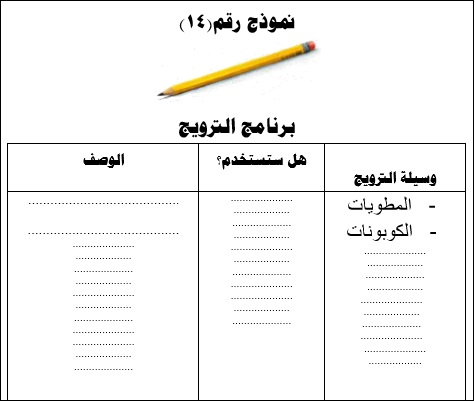 نموذج رقم(١٤)
برنامج الترويج
وسيلة الترويج
هل ستستخدم؟
الوصف
- المطويات
- الكوبونات